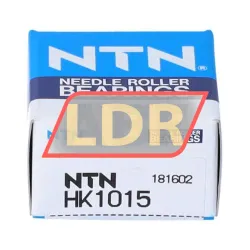 NTN
NEEDLE ROLLER
BEARINGS
LDR
NTN
181602
HK1015